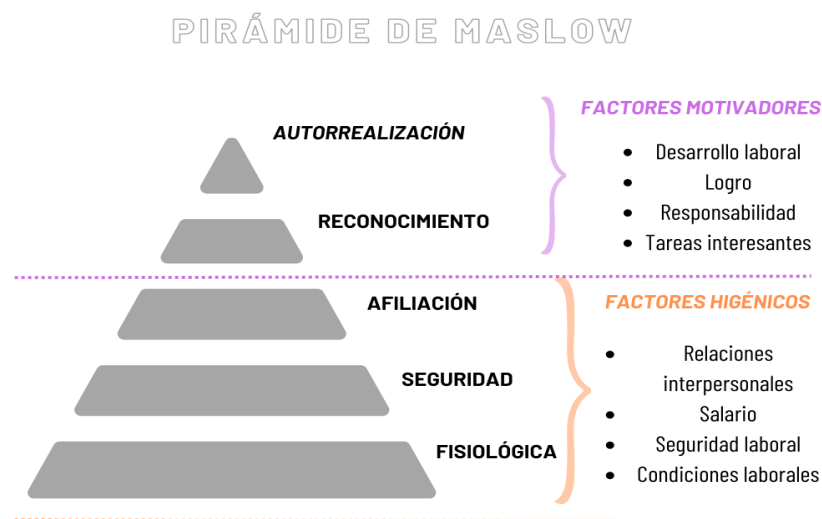 PIRÁMIDE DE MASLOW
AUTORREALIZACIÓN
RECONOCIMIENTO
AFILIACIÓN
SEGURIDAD
FISIOLÓGICA
FACTORES MOTIVADORES
• Desarrollo laboral
• Logro
• Responsabilidad
• Tareas interesantes
FACTORES HIGÉNICOS
• Relaciones
interpersonales
• Salario
• Seguridad laboral
• Condiciones laborales